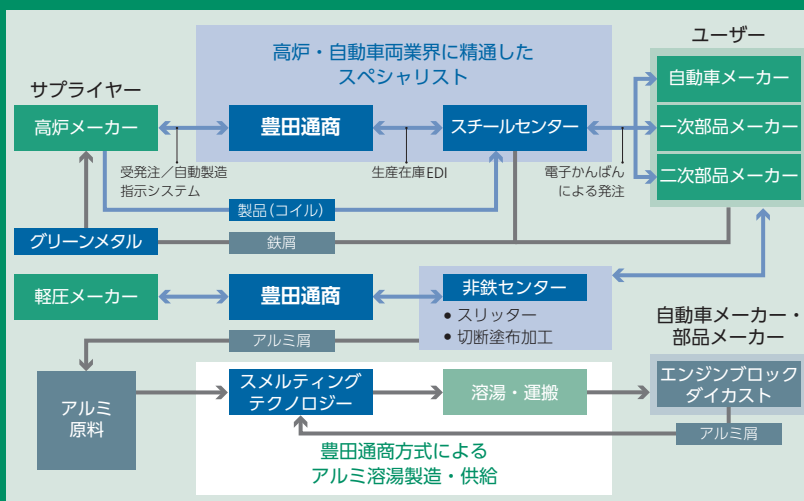 高炉・自動車両業界に精通した
スペシャリスト
ユーザー
サプライヤー
自動車メーカー
高炉メーカー
豊田通商
スチールセンター
一次部品メーカー
二次部品メーカー
受発注／自動製造
指示システム
生産在庫EDI
電子かんばん
による発注
製品（コイル）
グリーンメタル
鉄屑
軽圧メーカー
豊田通商
非鉄センター
• スリッター
• 切断塗布加工
自動車メーカー・
部品メーカー
アルミ屑
アルミ
原料
スメルティング
テクノロジー
溶湯・運搬
エンジンブロック
ダイカスト
アルミ屑
豊田通商方式による
アルミ溶湯製造・供給